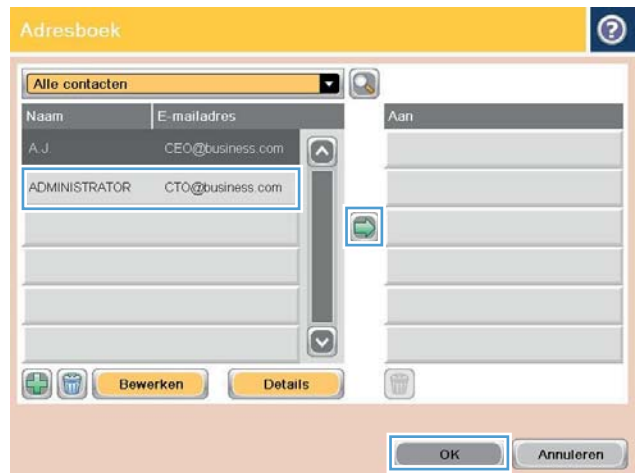 Adresboek
?
Alle contacten
Naam E-mailadres Aan
A.J. CEO@business.com
ADMINISTRATOR CTO@business.com
Bewerken Details
OK Annuleren